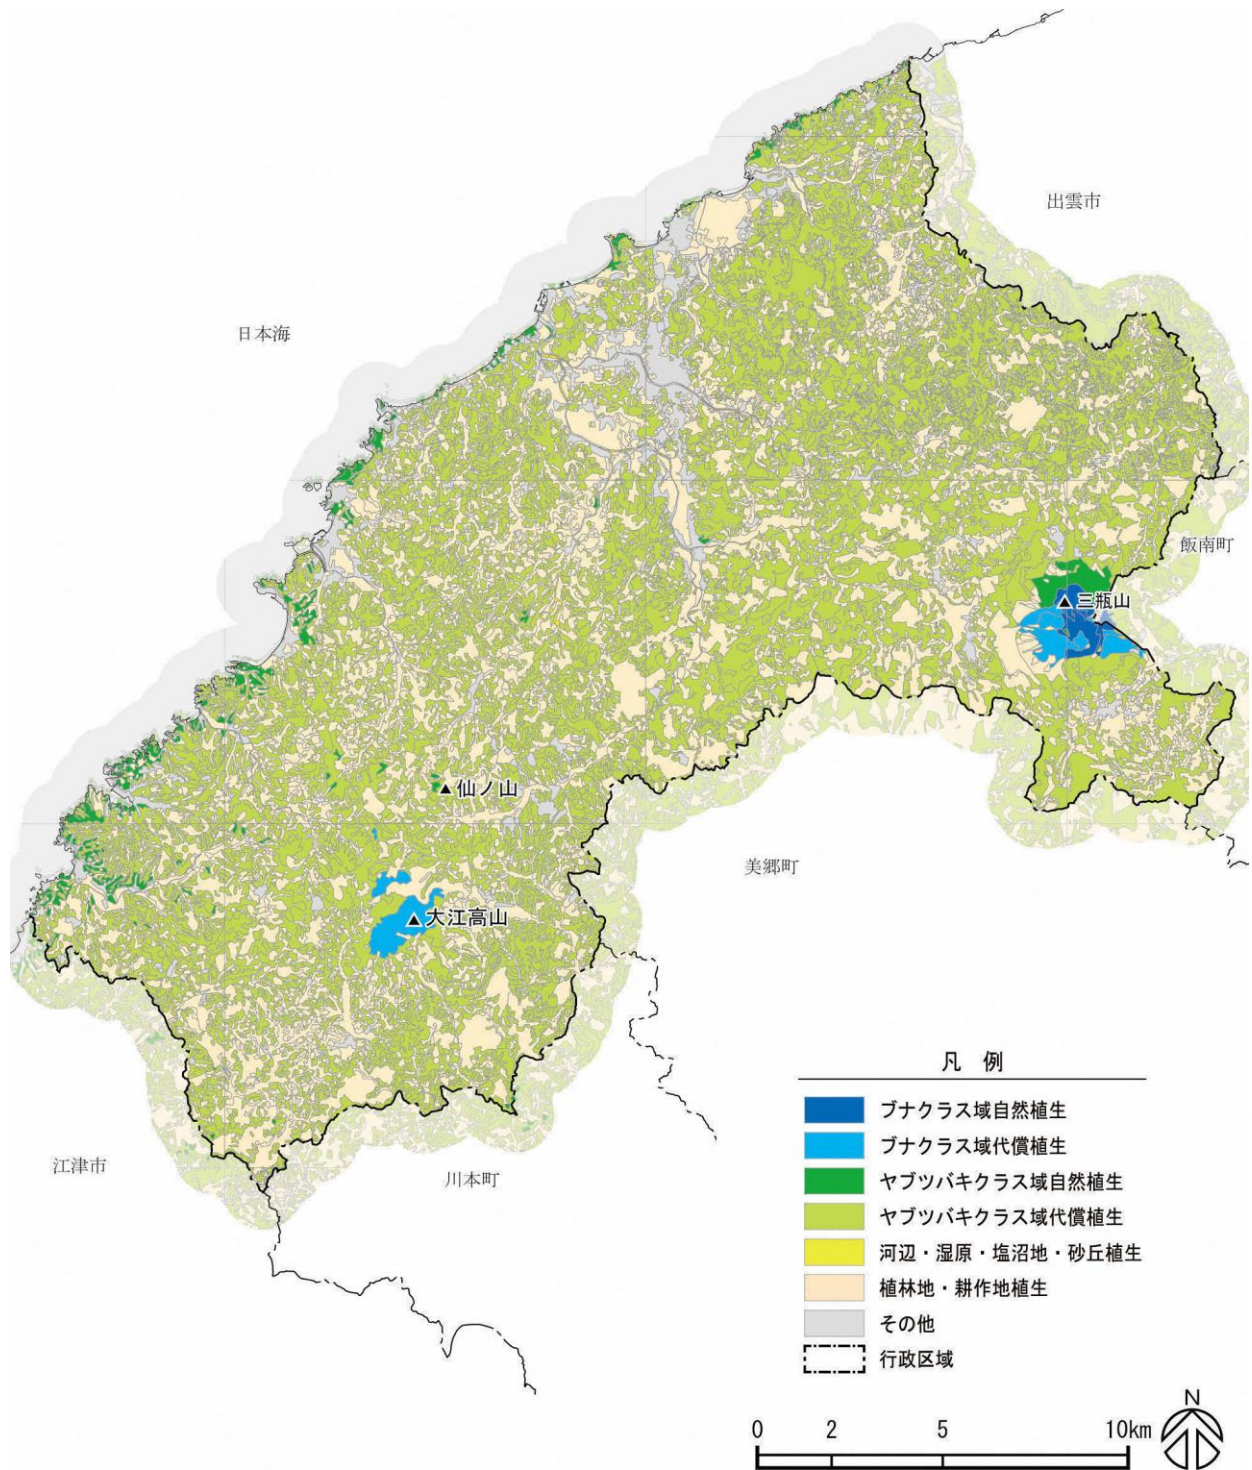 出雲市
日本海
飯南町
▲三瓶山
▲仙ノ山
美郷町
▲大江高山
凡 例
ブナクラス域自然植生
ブナクラス域代償植生
ヤブツバキクラス域自然植生
ヤブツバキクラス域代償植生
河辺・湿原・塩沼地・砂丘植生
植林地・耕作地植生
その他
行政区域
江津市
川本町
N
0 2 5 10km